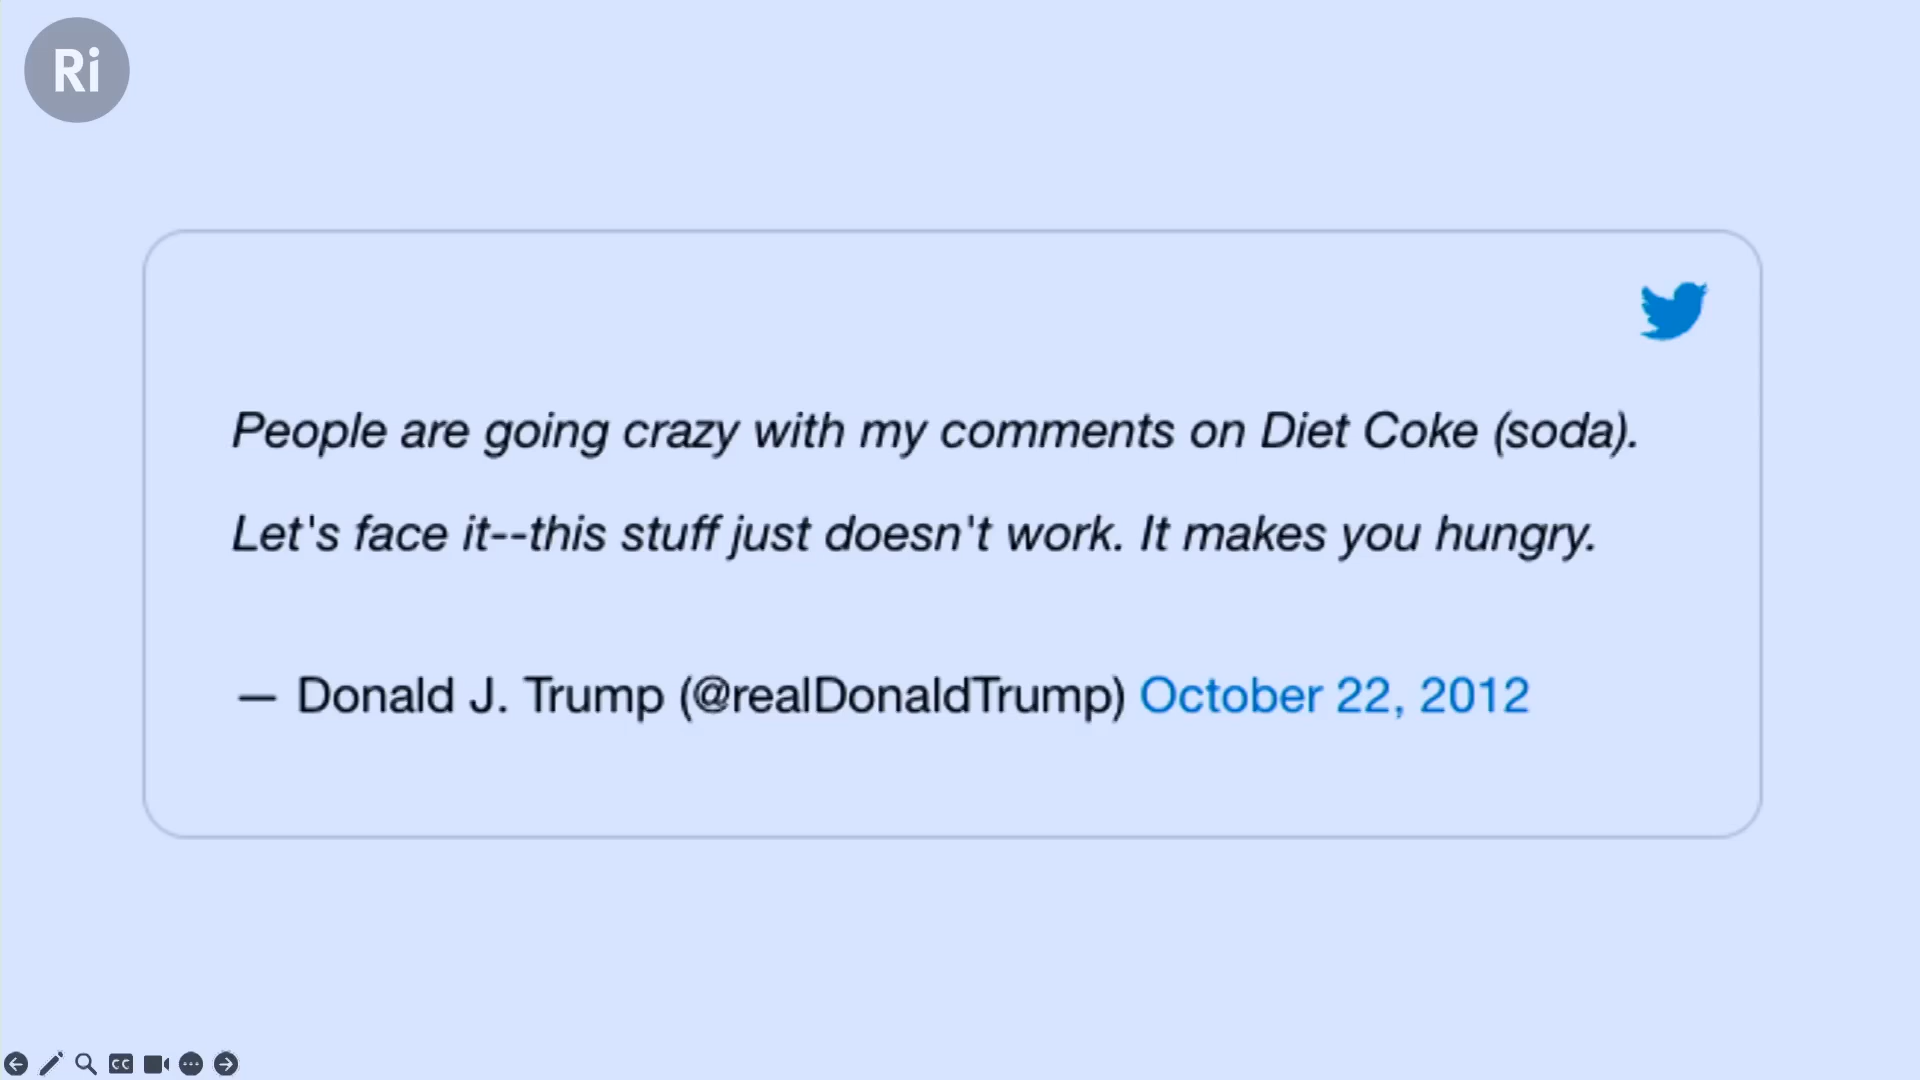 Ri
People are going crazy with my comments on Diet Coke (soda).
Let's face it--this stuff just doesn't work. It makes you hungry.
— Donald J. Trump (@realDonaldTrump) October 22, 2012
CC